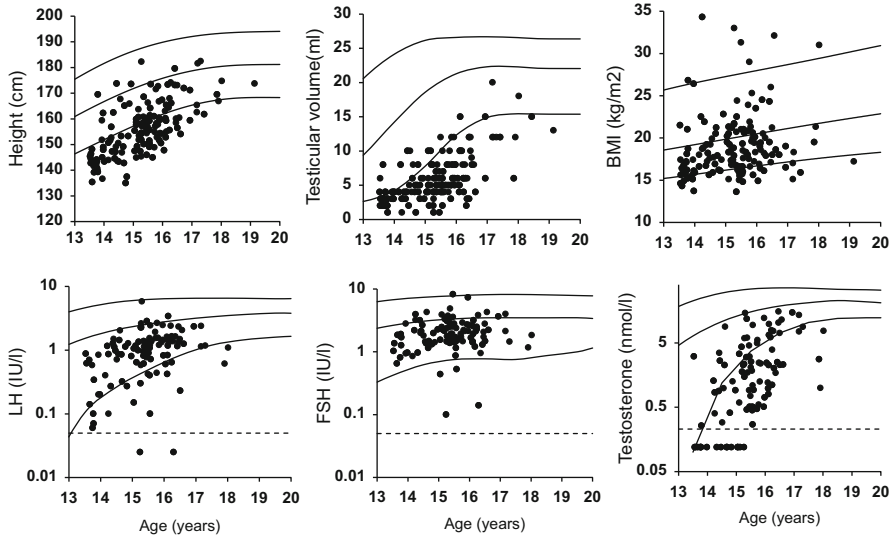 Height (cm)
200
190
180
170
160
150
140
130
120
13 14 15 16 17 18 19 20
Testicular volume(ml)
30
25
20
15
10
5
0
13 14 15 16 17 18 19 20
BMI (kg/m2)
35
30
25
20
15
10
13 14 15 16 17 18 19 20
LH (IU/l)
10
1
0.1
0.01
13 14 15 16 17 18 19 20
Age (years)
FSH (IU/l)
10
1
0.1
0.01
13 14 15 16 17 18 19 20
Age (years)
Testosterone (nmol/l)
5
0.5
0.05
13 14 15 16 17 18 19 20
Age (years)